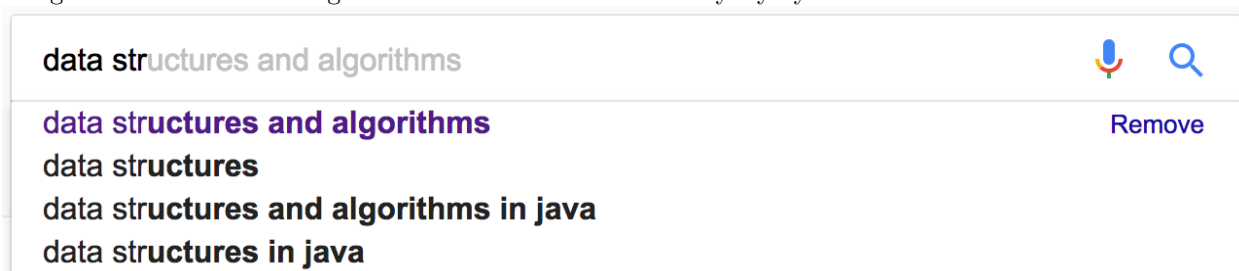 data structures and algorithms
data structures and algorithms
Remove
data structures
data structures and algorithms in java
data structures in java